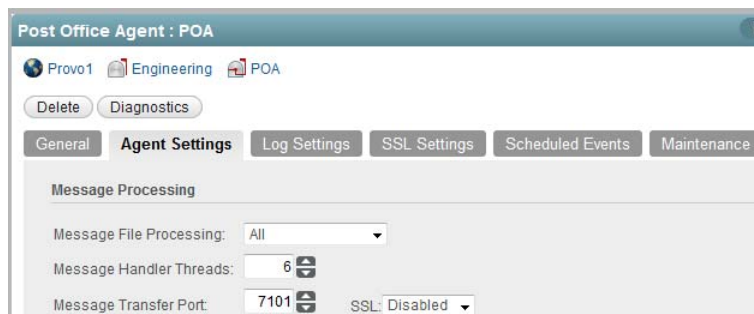 Post Office Agent : POA
Provo1 Engineering POA
Delete Diagnostics
General Agent Settings Log Settings SSL Settings Scheduled Events Maintenance
Message Processing
Message File Processing: All
Message Handler Threads: 6
Message Transfer Port: 7101 SSL: Disabled